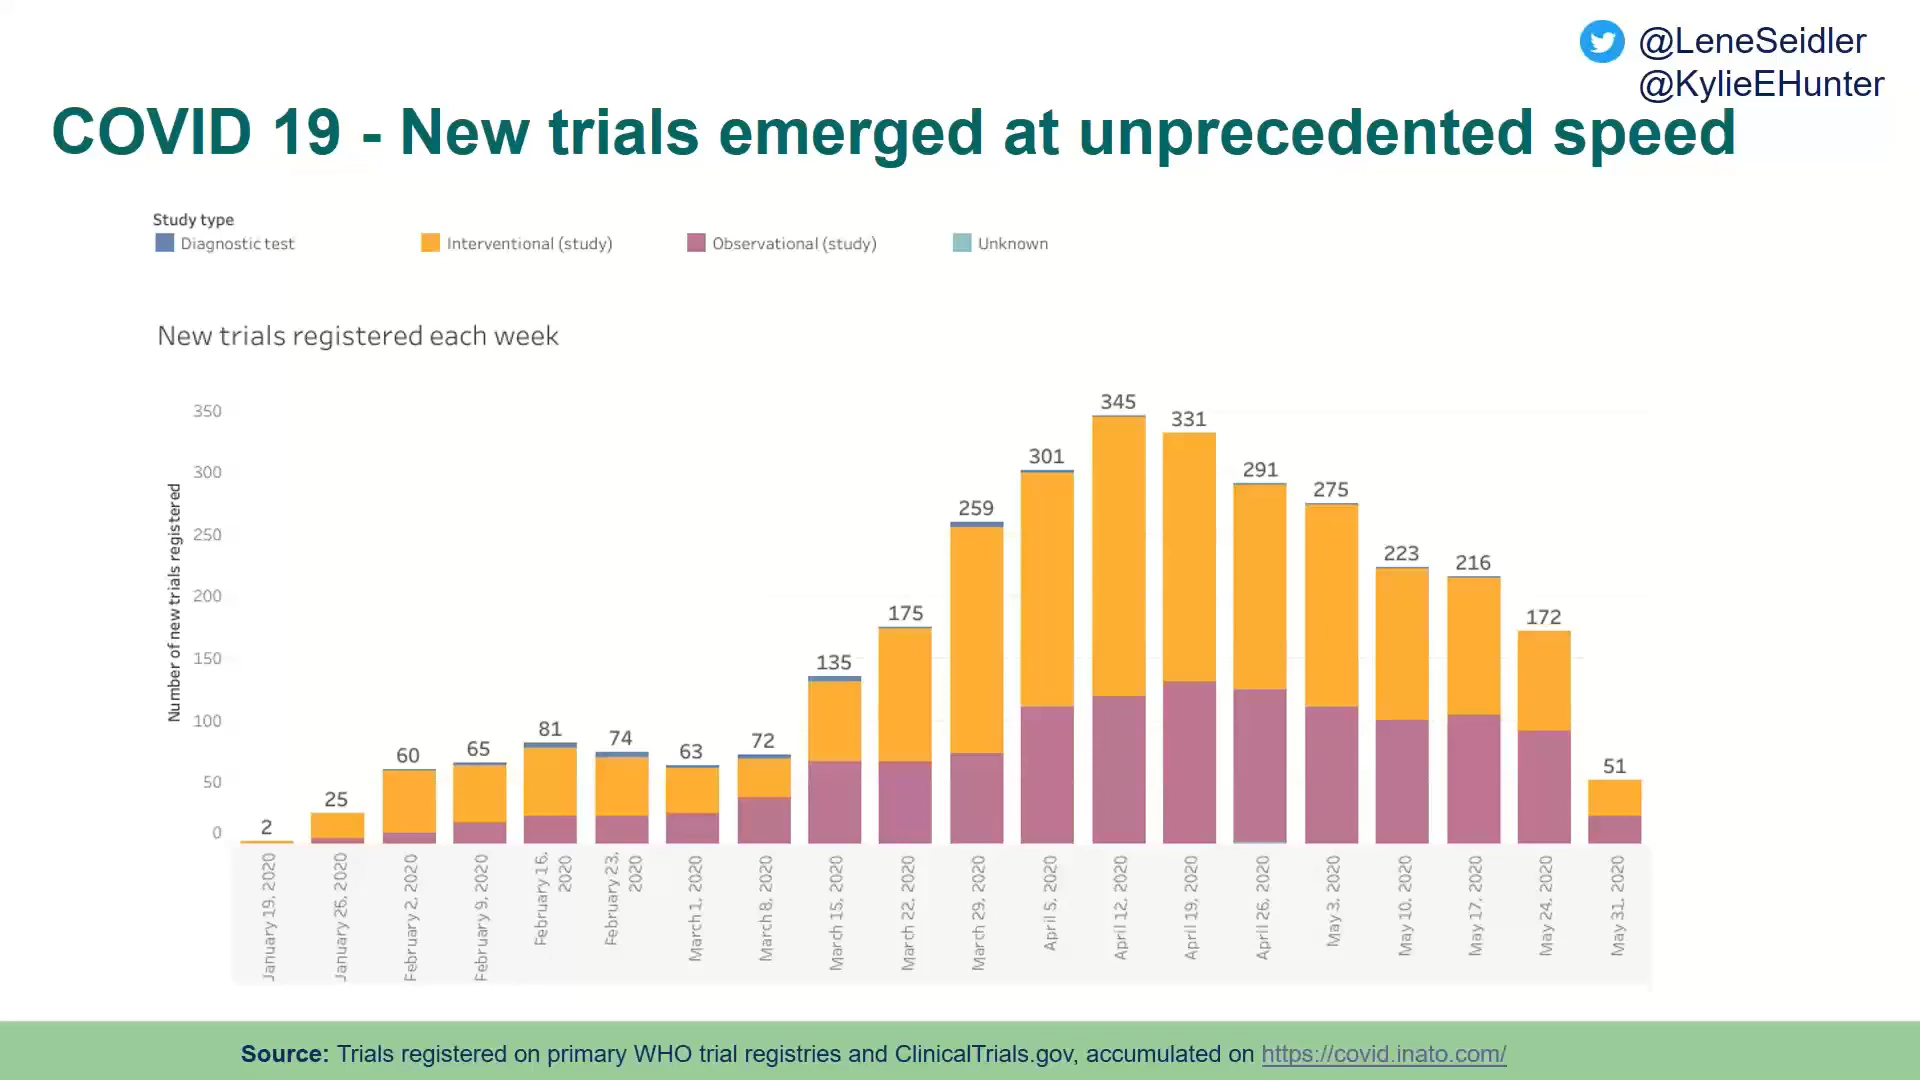 @LeneSeidler
@KylieEHunter
COVID 19 - New trials emerged at unprecedented speed
Study type
Diagnostic test
Interventional (study)
Observational (study)
Unknown
New trials registered each week
Number of new trials registered
350
300
250
200
150
100
50
0
2
25
60
65
81
74
63
72
135
175
259
301
345
331
291
275
223
216
172
51
January 19, 2020
January 26, 2020
February 2, 2020
February 9, 2020
February 16,
2020
February 23,
2020
March 1, 2020
March 8, 2020
March 15, 2020
March 22, 2020
March 29, 2020
April 5, 2020
April 12, 2020
April 19, 2020
April 26, 2020
May 3, 2020
May 10, 2020
May 17, 2020
May 24, 2020
May 31, 2020
Source: Trials registered on primary WHO trial registries and ClinicalTrials.gov, accumulated on https://covid.inato.com/